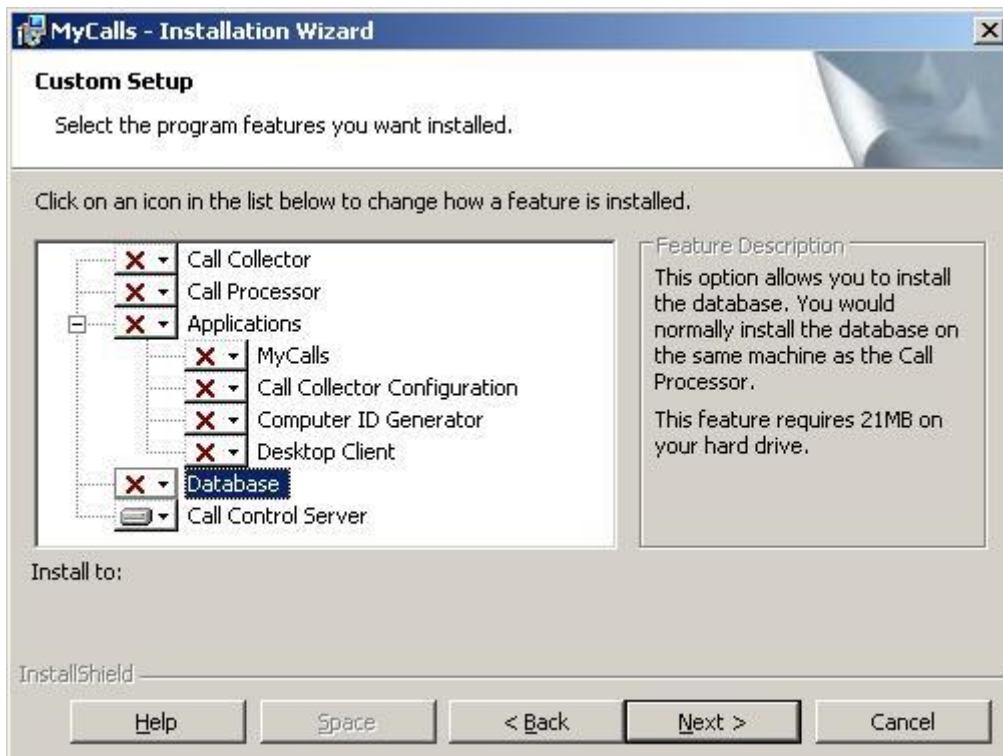 MyCalls - Installation Wizard
Custom Setup
Select the program features you want installed.
Click on an icon in the list below to change how a feature is installed.
Call Collector
Call Processor
Applications
MyCalls
Call Collector Configuration
Computer ID Generator
Desktop Client
Database
Call Control Server
Feature Description
This option allows you to install
the database. You would
normally install the database on
the same machine as the Call
Processor.
This feature requires 21MB on
your hard drive.
Install to:
InstallShield
Help
Space
< Back
Next >
Cancel